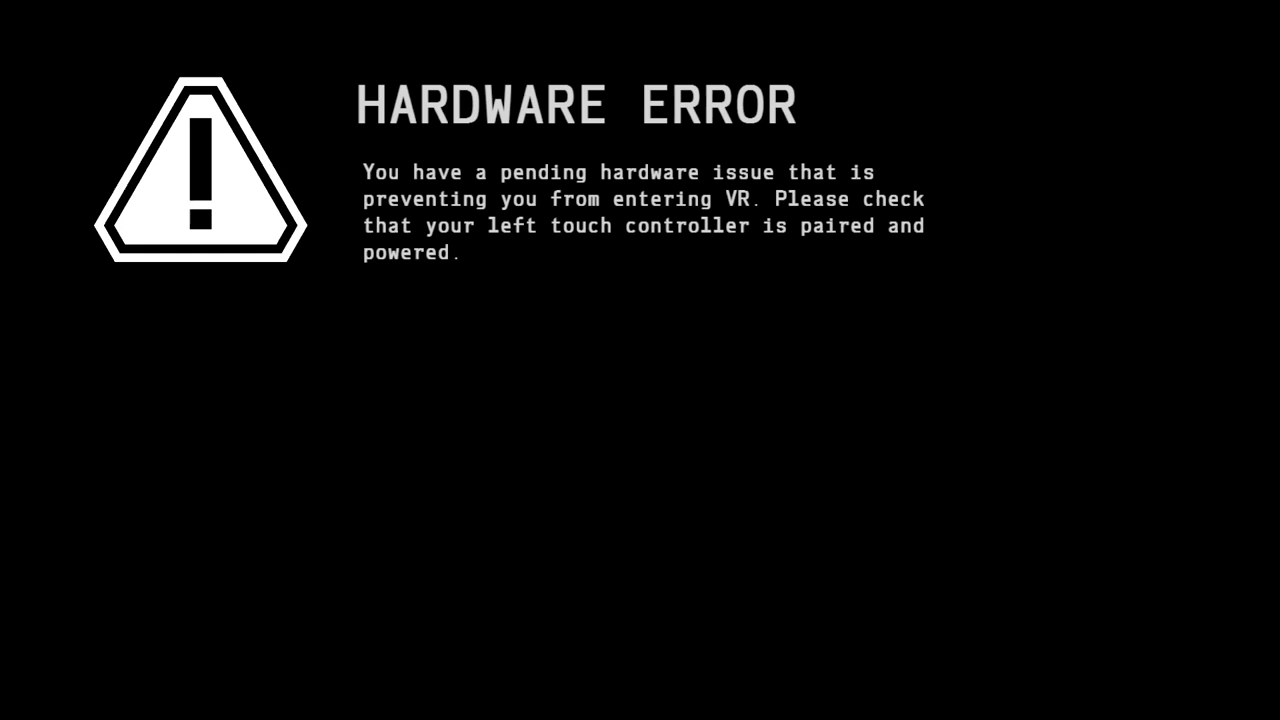 HARDWARE ERROR
You have a pending hardware issue that is
preventing you from entering VR. Please check
that your left touch controller is paired and
powered.